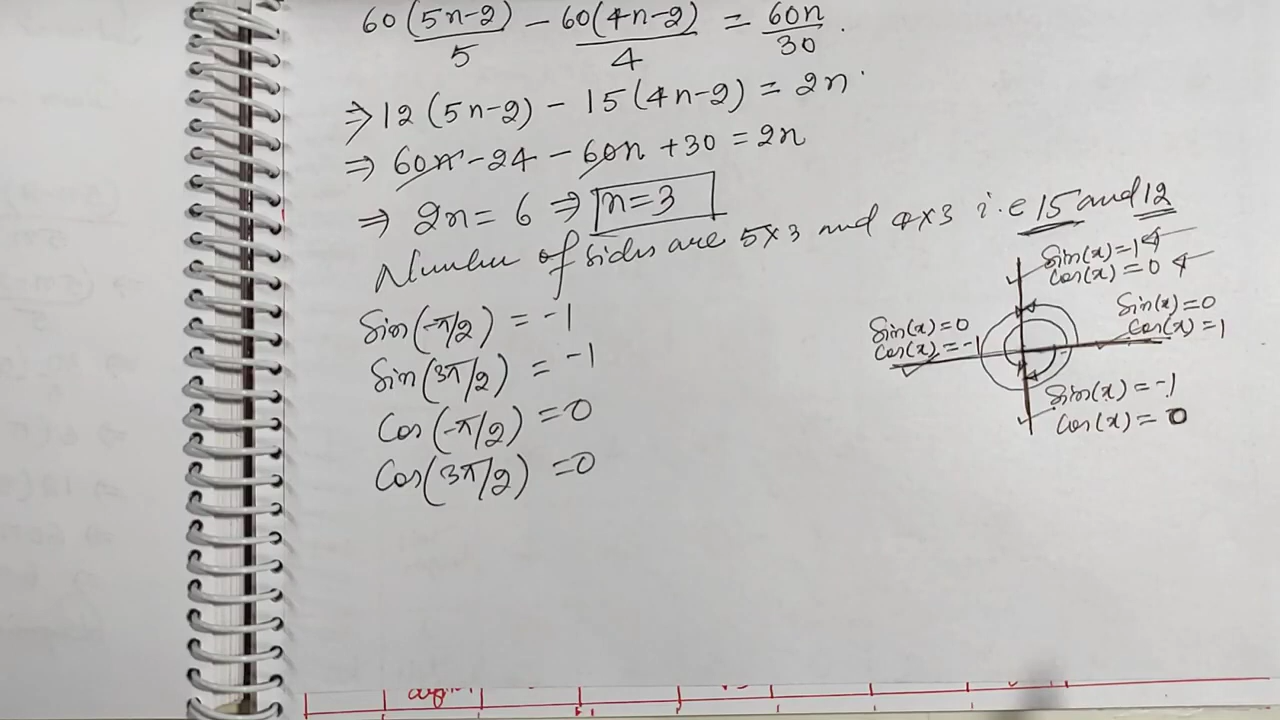 60(5n-2)/5 - 60(4n-2)/4 = 60n/30.
⇒ 12(5n-2) - 15(4n-2) = 2n
⇒ 60n - 24 - 60n + 30 = 2n
⇒ 2n = 6 ⇒ n=3
Number of sides are 5×3 and 4×3 i.e 15 and 12
Sin(-π/2) = -1
Sin(3π/2) = -1
Cos(-π/2) = 0
Cos(3π/2) = 0
Sin(x)=1
Cos(x)=0
Sin(x)=0
Cos(x)=1
Sin(x)=0
Cos(x)=-1
Sin(x)=-1
Cos(x)=0